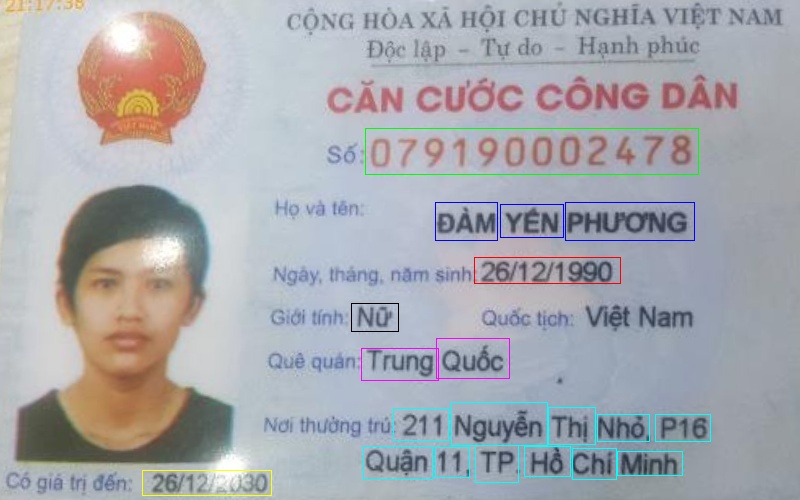 21:17:38
CỘNG HÒA XÃ HỘI CHỦ NGHĨA VIỆT NAM
Độc lập - Tự do - Hạnh phúc
CĂN CƯỚC CÔNG DÂN
Số: 079190002478
Họ và tên: ĐÀM YẾN PHƯƠNG
Ngày, tháng, năm sinh: 26/12/1990
Giới tính: Nữ Quốc tịch: Việt Nam
Quê quán: Trung Quốc
Nơi thường trú: 211 Nguyễn Thị Nhỏ, P16
Quận 11, TP. Hồ Chí Minh
Có giá trị đến: 26/12/2030